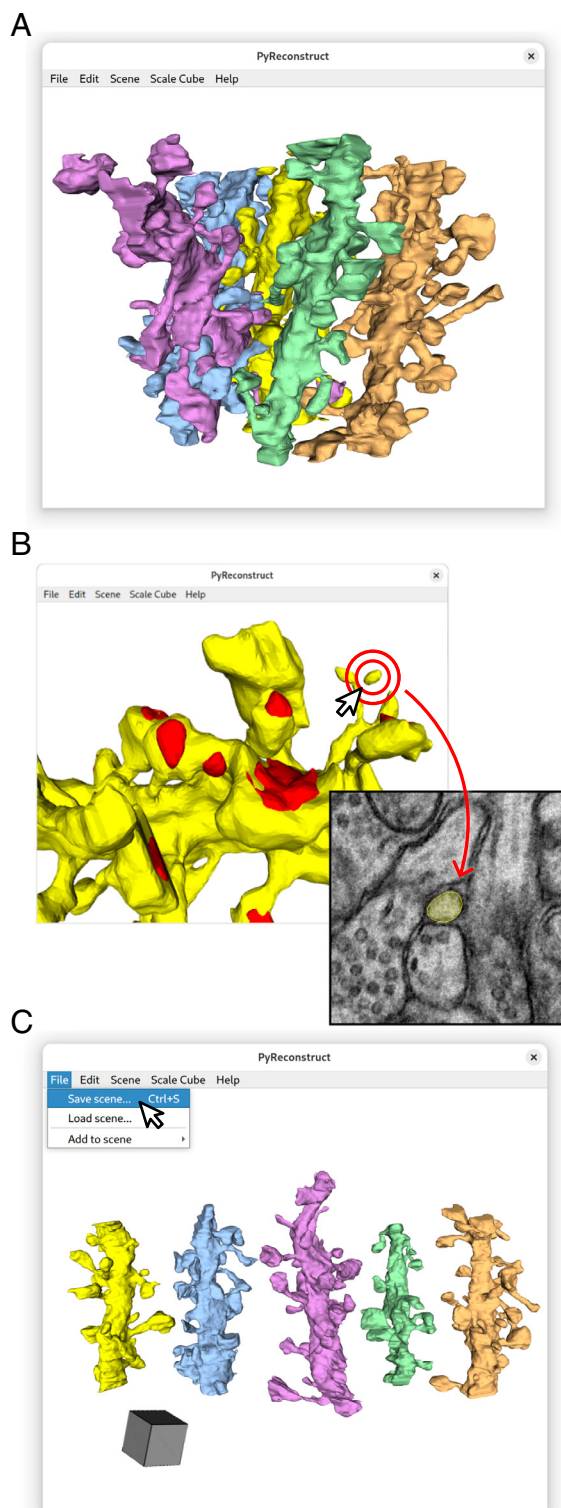 A
PyReconstruct ×
File Edit Scene Scale Cube Help
B
PyReconstruct ×
File Edit Scene Scale Cube Help
C
PyReconstruct ×
File Edit Scene Scale Cube Help
Save scene... Ctrl+S
Load scene...
Add to scene